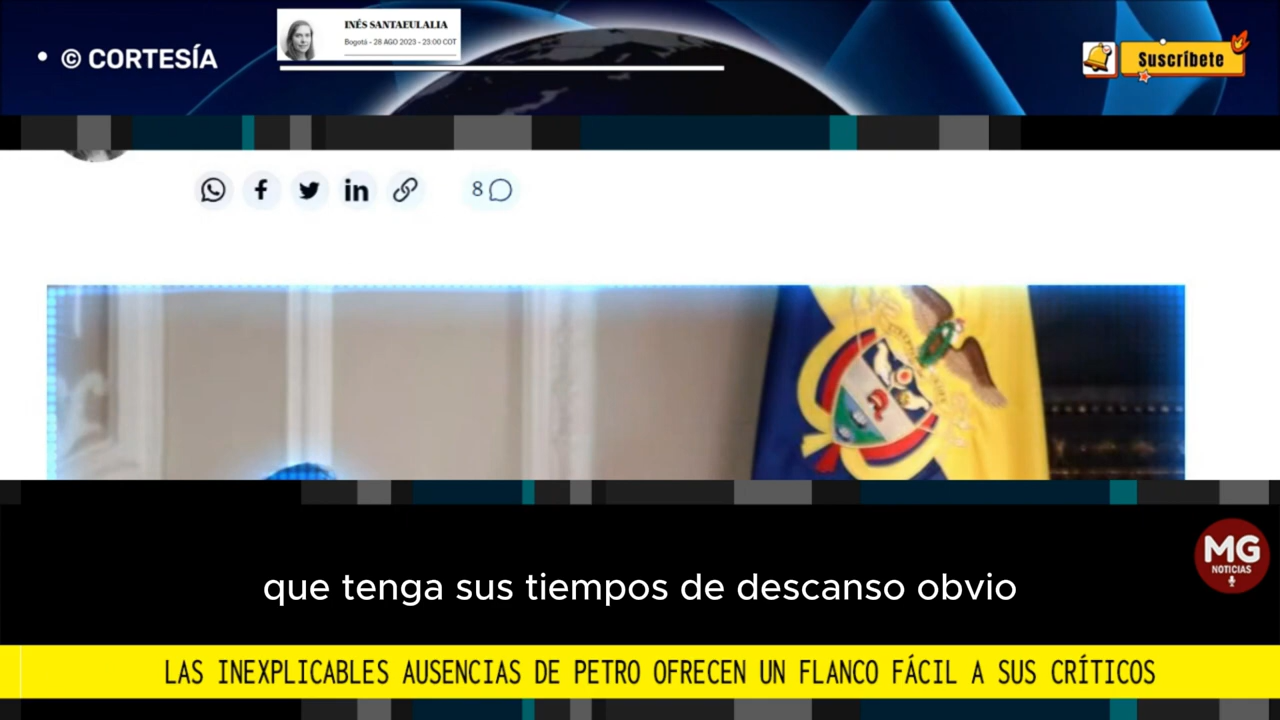 • © CORTESÍA
INÉS SANTAEULALIA
Bogotá - 28 AGO 2023 - 23:00 COT
Suscríbete
in
8
que tenga sus tiempos de descanso obvio
MG
NOTICIAS
LAS INEXPLICABLES AUSENCIAS DE PETRO OFRECEN UN FLANCO FÁCIL A SUS CRÍTICOS